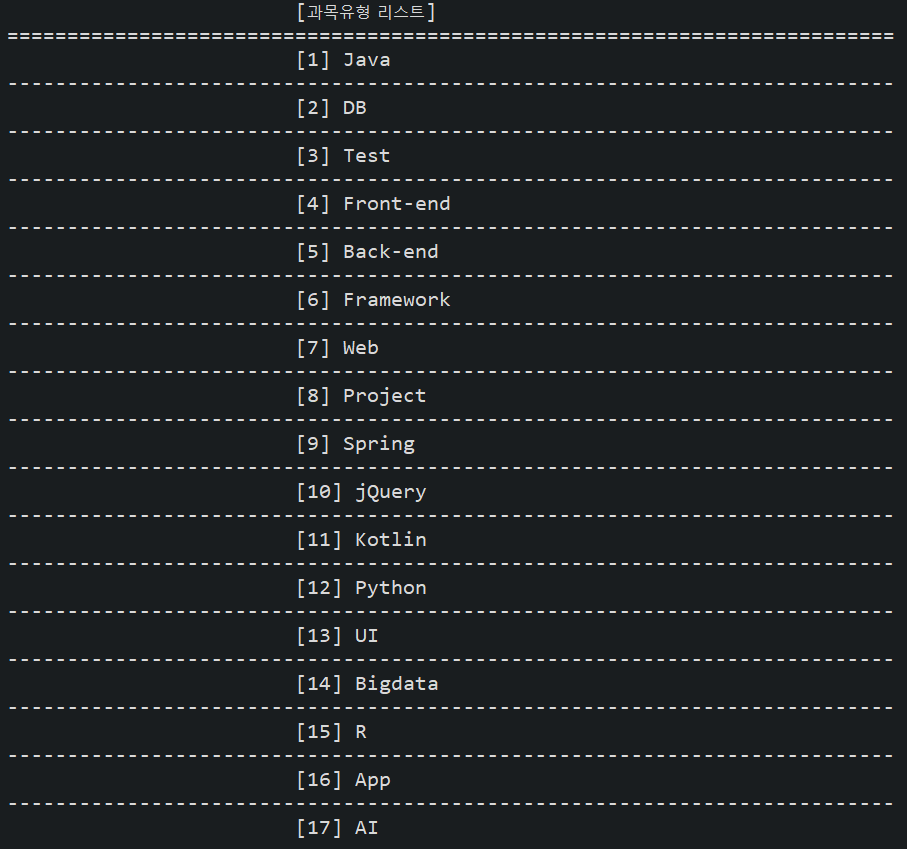 [과목유형 리스트]
==========================================================================
[1] Java
--------------------------------------------------------------------------
[2] DB
--------------------------------------------------------------------------
[3] Test
--------------------------------------------------------------------------
[4] Front-end
--------------------------------------------------------------------------
[5] Back-end
--------------------------------------------------------------------------
[6] Framework
--------------------------------------------------------------------------
[7] Web
--------------------------------------------------------------------------
[8] Project
--------------------------------------------------------------------------
[9] Spring
--------------------------------------------------------------------------
[10] jQuery
--------------------------------------------------------------------------
[11] Kotlin
--------------------------------------------------------------------------
[12] Python
--------------------------------------------------------------------------
[13] UI
--------------------------------------------------------------------------
[14] Bigdata
--------------------------------------------------------------------------
[15] R
--------------------------------------------------------------------------
[16] App
--------------------------------------------------------------------------
[17] AI